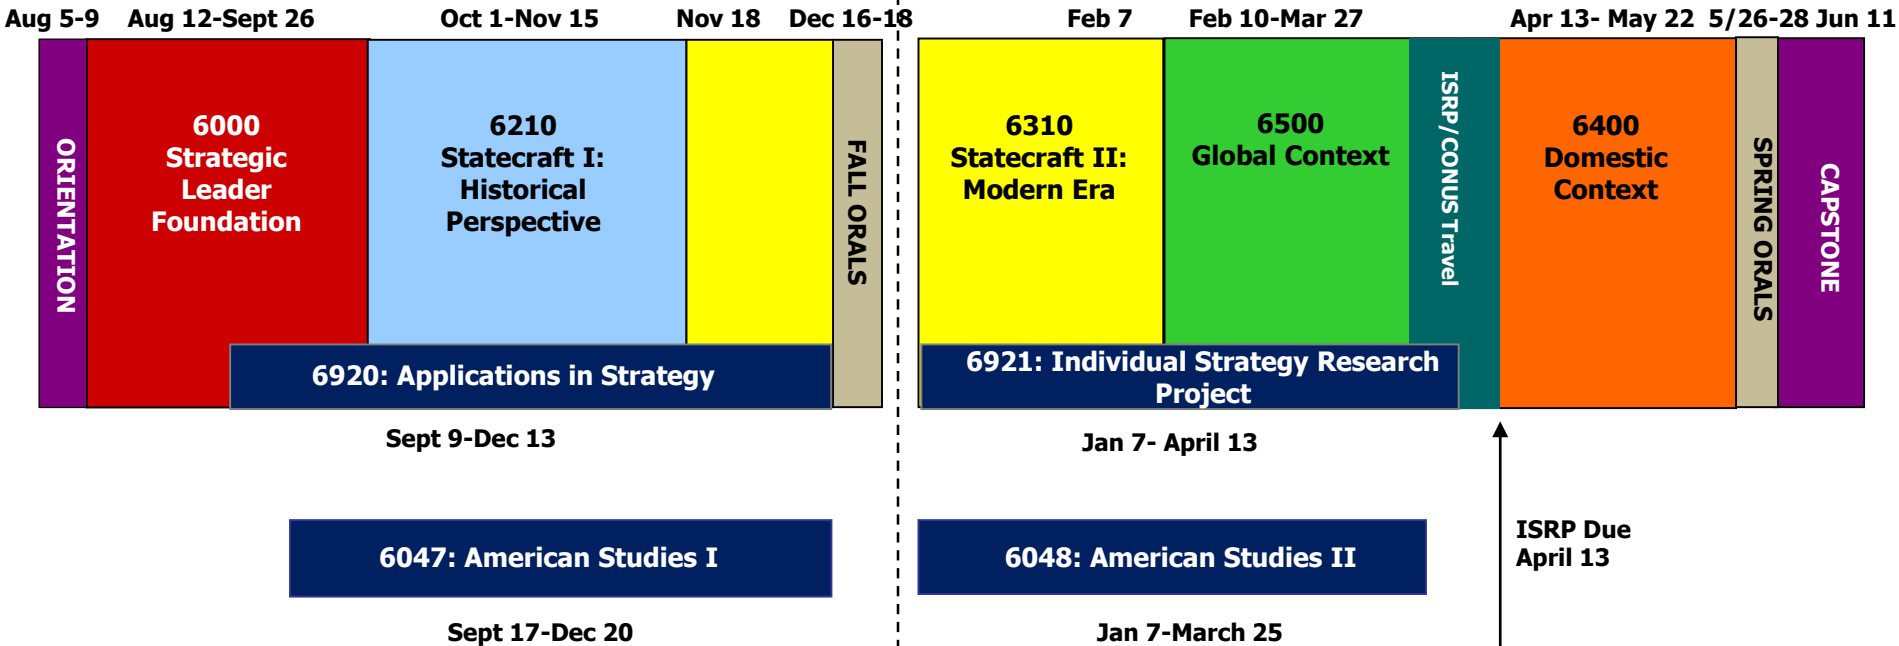 Aug 5-9 Aug 12-Sept 26 Oct 1-Nov 15 Nov 18 Dec 16-18 Feb 7 Feb 10-Mar 27 Apr 13- May 22 5/26-28 Jun 11
ORIENTATION
6000
Strategic
Leader
Foundation
6210
Statecraft I:
Historical
Perspective
FALL ORALS
6310
Statecraft II:
Modern Era
6500
Global Context
ISRP/CONUS Travel
6400
Domestic
Context
SPRING ORALS
CAPSTONE
6920: Applications in Strategy
6921: Individual Strategy Research
Project
Sept 9-Dec 13
Jan 7- April 13
6047: American Studies I
6048: American Studies II
ISRP Due
April 13
Sept 17-Dec 20
Jan 7-March 25